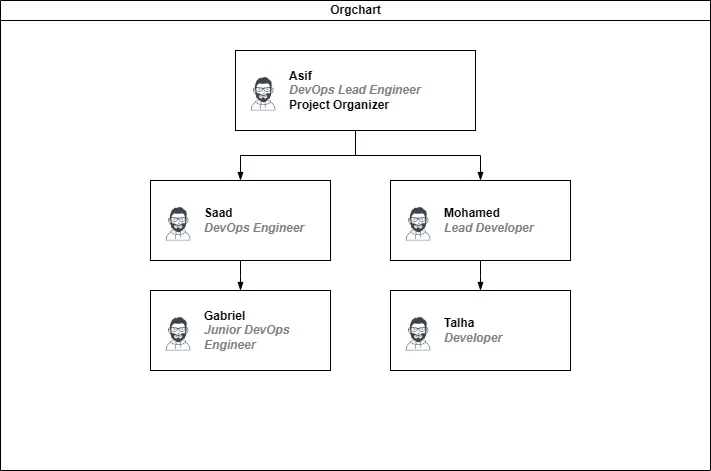 Orgchart
Asif
DevOps Lead Engineer
Project Organizer
Saad
DevOps Engineer
Mohamed
Lead Developer
Gabriel
Junior DevOps
Engineer
Talha
Developer